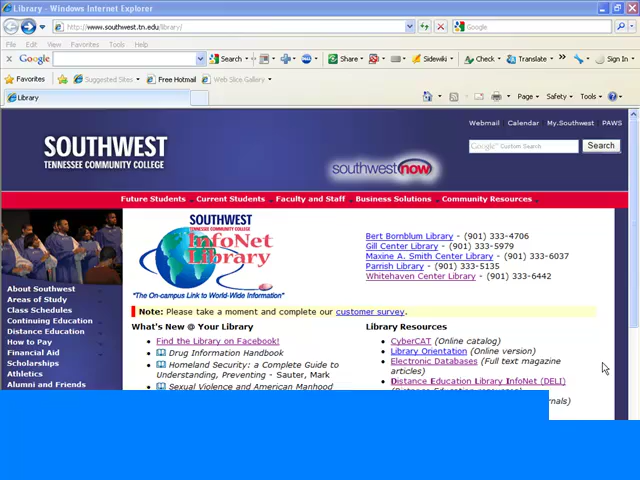 Library - Windows Internet Explorer
http://www.southwest.tn.edu/library/
Google
File Edit View Favorites Tools Help
Google Search Share Sidewiki Check Translate Sign In
Favorites Suggested Sites Free Hotmail Web Slice Gallery
Library
Page Safety Tools
Webmail Calendar My.Southwest PAWS
SOUTHWEST
TENNESSEE COMMUNITY COLLEGE
southwest now
Google Custom Search Search
Future Students Current Students Faculty and Staff Business Solutions Community Resources
SOUTHWEST
TENNESSEE COMMUNITY COLLEGE
InfoNet
Library
"The On-campus Link to World-Wide Information"
Bert Bornblum Library - (901) 333-4706
Gill Center Library - (901) 333-5979
Maxine A. Smith Center Library - (901) 333-6037
Parrish Library - (901) 333-5135
Whitehaven Center Library - (901) 333-6442
About Southwest
Areas of Study
Class Schedules
Continuing Education
Distance Education
How to Pay
Financial Aid
Scholarships
Athletics
Alumni and Friends
Note: Please take a moment and complete our customer survey.
What's New @ Your Library
Find the Library on Facebook!
Drug Information Handbook
Homeland Security: a Complete Guide to
Understanding, Preventing - Sauter, Mark
Sexual Violence and American Manhood
Library Resources
CyberCAT (Online catalog)
Library Orientation (Online version)
Electronic Databases (Full text magazine
articles)
Distance Education Library InfoNet (DELI)